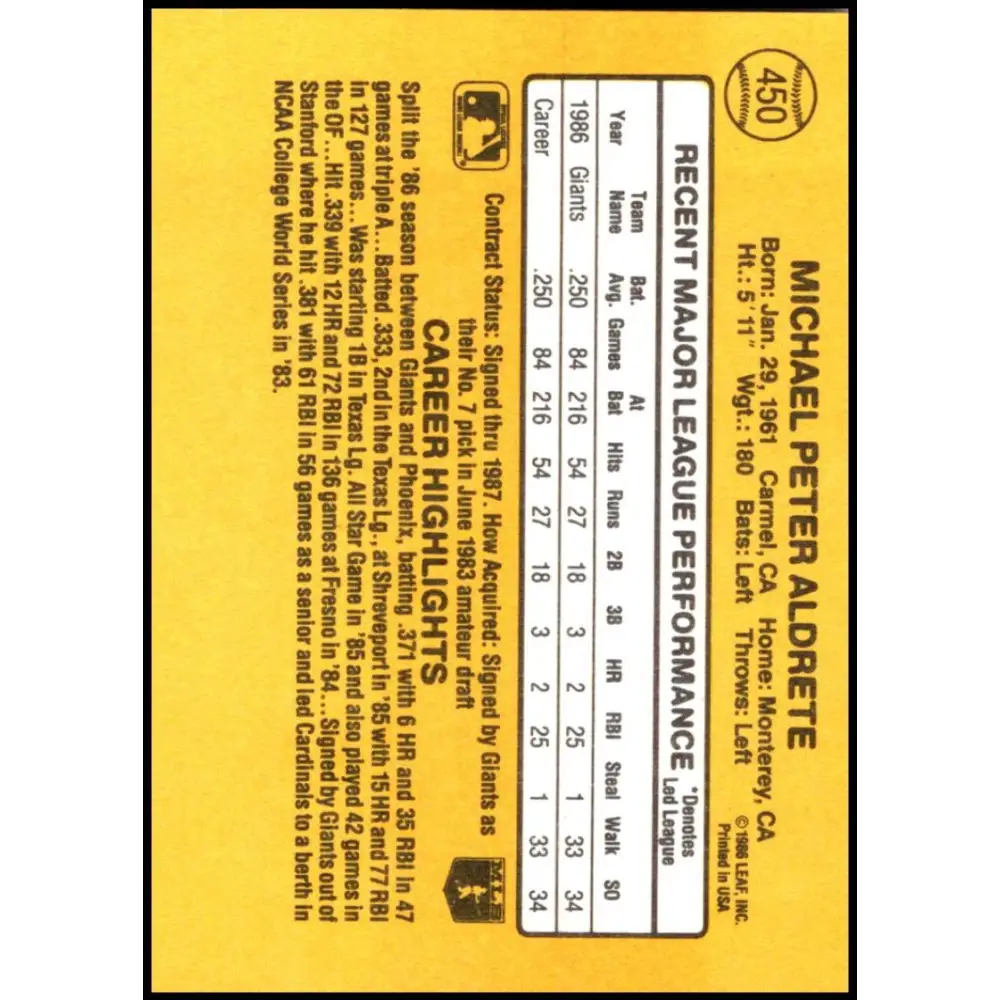 450
MICHAEL PETER ALDRETE
Born: Jan. 29, 1961 Carmel, CA Home: Monterey, CA
Ht.: 5'11" Wgt.: 180 Bats: Left Throws: Left
© 1986 LEAF, INC.
Printed in USA
RECENT MAJOR LEAGUE PERFORMANCE
*Denotes
Led League
Year Team Name Bat. Avg. Games At Bat Hits Runs 2B 3B HR RBI Steal Walk SO
1986 Giants .250 84 216 54 27 18 3 2 25 1 33 34
Career .250 84 216 54 27 18 3 2 25 1 33 34
Contract Status: Signed thru 1987. How Acquired: Signed by Giants as
their No. 7 pick in June 1983 amateur draft
MLB
CAREER HIGHLIGHTS
Split the '86 season between Giants and Phoenix, batting .371 with 6 HR and 35 RBI in 47
games at triple A...Batted .333, 2nd in the Texas Lg., at Shreveport in '85 with 15 HR and 77 RBI
in 127 games...Was starting 1B in Texas Lg. All Star Game in '85 and also played 42 games in
the OF...Hit .339 with 12 HR and 72 RBI in 136 games at Fresno in '84...Signed by Giants out of
Stanford where he hit .381 with 61 RBI in 56 games as a senior and led Cardinals to a berth in
NCAA College World Series in '83.